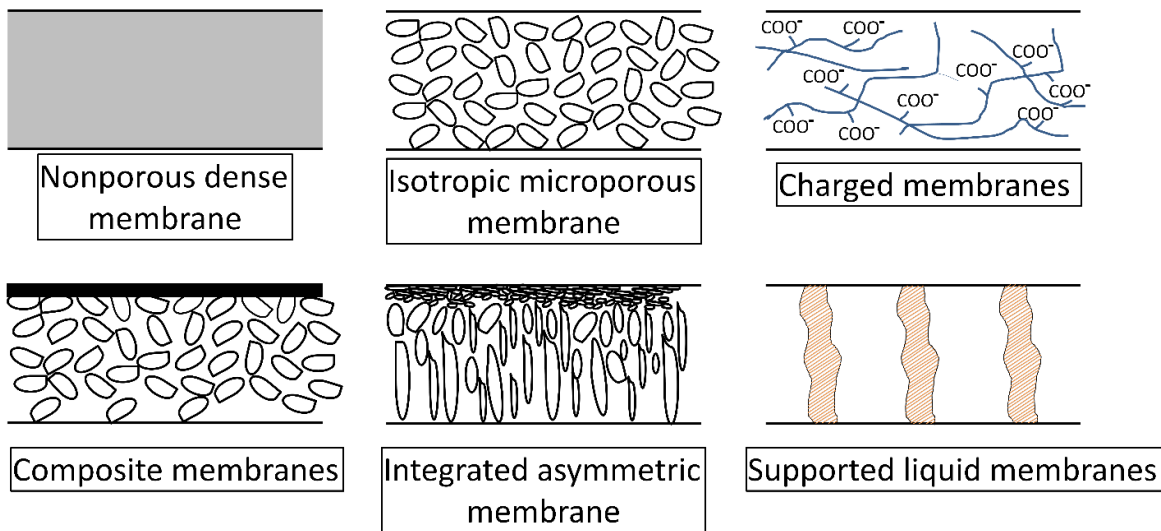 COO⁻
COO⁻
COO⁻
COO⁻
COO⁻
COO⁻
COO⁻
COO⁻
COO⁻
COO⁻
Nonporous dense
membrane
Isotropic microporous
membrane
Charged membranes
Composite membranes
Integrated asymmetric
membrane
Supported liquid membranes